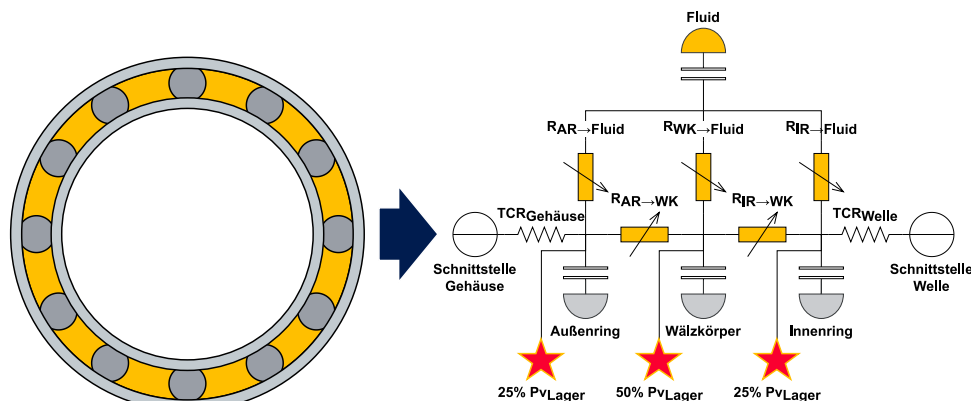 Fluid
RAR→Fluid RWK→Fluid RIR→Fluid
RAR→WK RIR→WK
TCRGehäuse TCRWelle
Schnittstelle
Gehäuse
Schnittstelle
Welle
Außenring Wälzkörper Innenring
25% PvLager 50% PvLager 25% PvLager